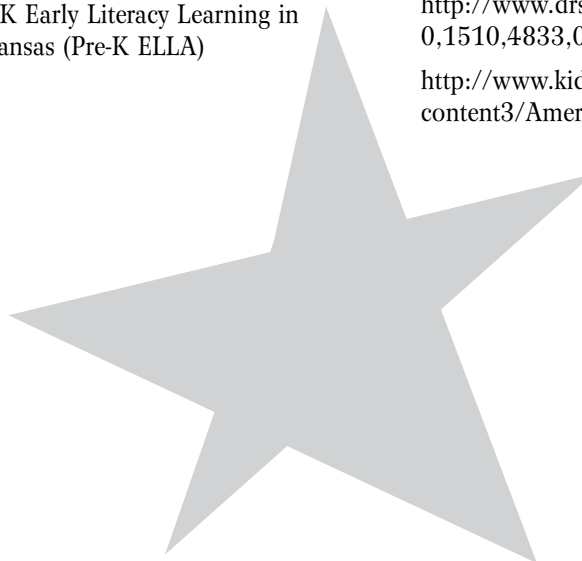 K Early Literacy Learning in
ansas (Pre-K ELLA)
http://www.drs
0,1510,4833,0
http://www.kid
content3/Amer